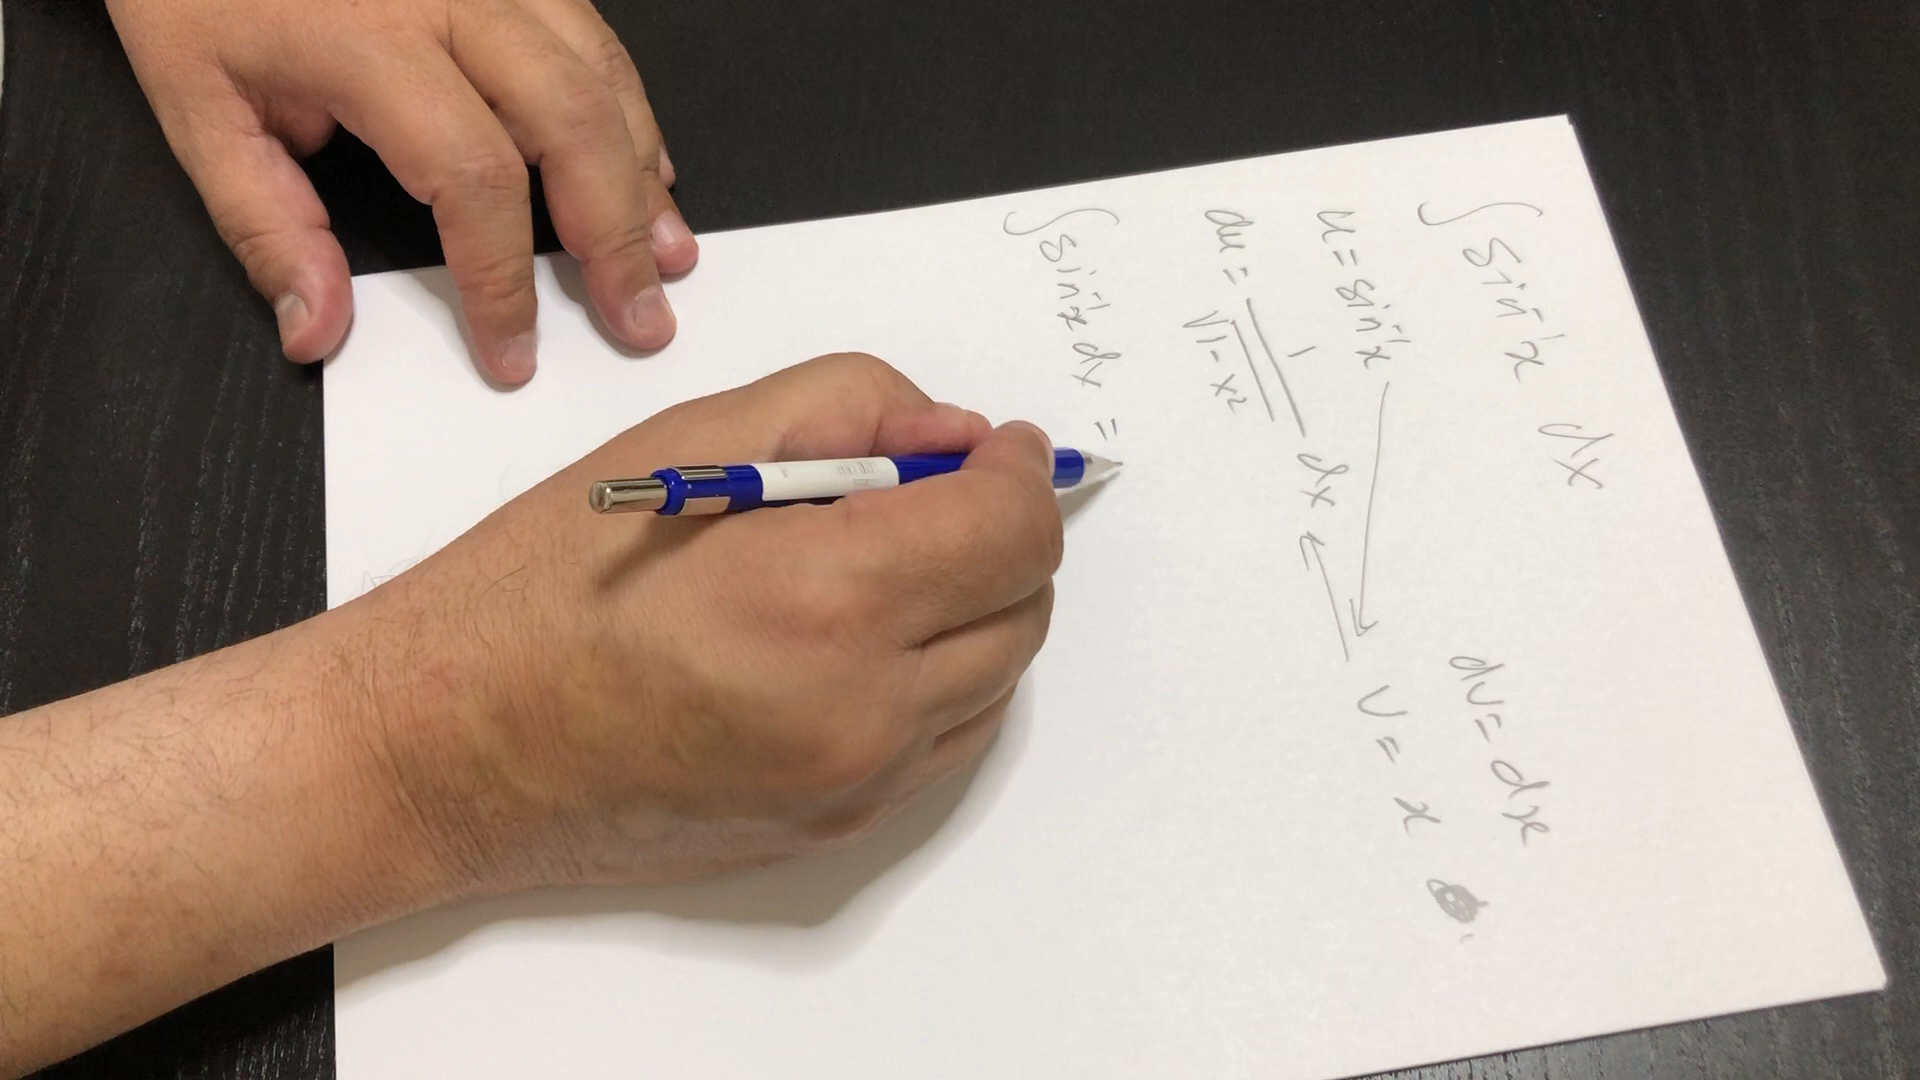 ∫ sin⁻¹x dx
u = sin⁻¹x dv = dx
du = 1/√(1-x²) dx v = x
∫ sin⁻¹x dx =